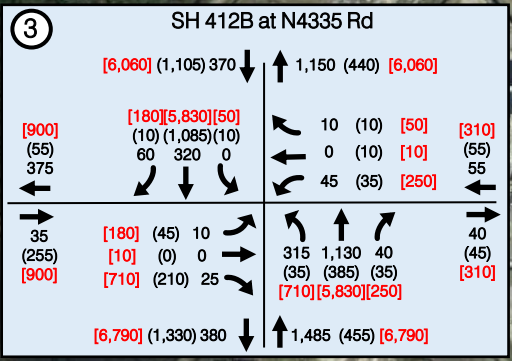 3
SH 412B at N4335 Rd
[6,060] (1,105) 370
1,150 (440) [6,060]
[180][5,830][50]
(10) (1,085)(10)
60 320 0
10 (10) [50]
0 (10) [10]
45 (35) [250]
[900]
(55)
375
[310]
(55)
55
35
(255)
[900]
[180] (45) 10
[10] (0) 0
[710] (210) 25
315 1,130 40
(35) (385) (35)
[710] [5,830] [250]
40
(45)
[310]
[6,790] (1,330) 380
1,485 (455) [6,790]